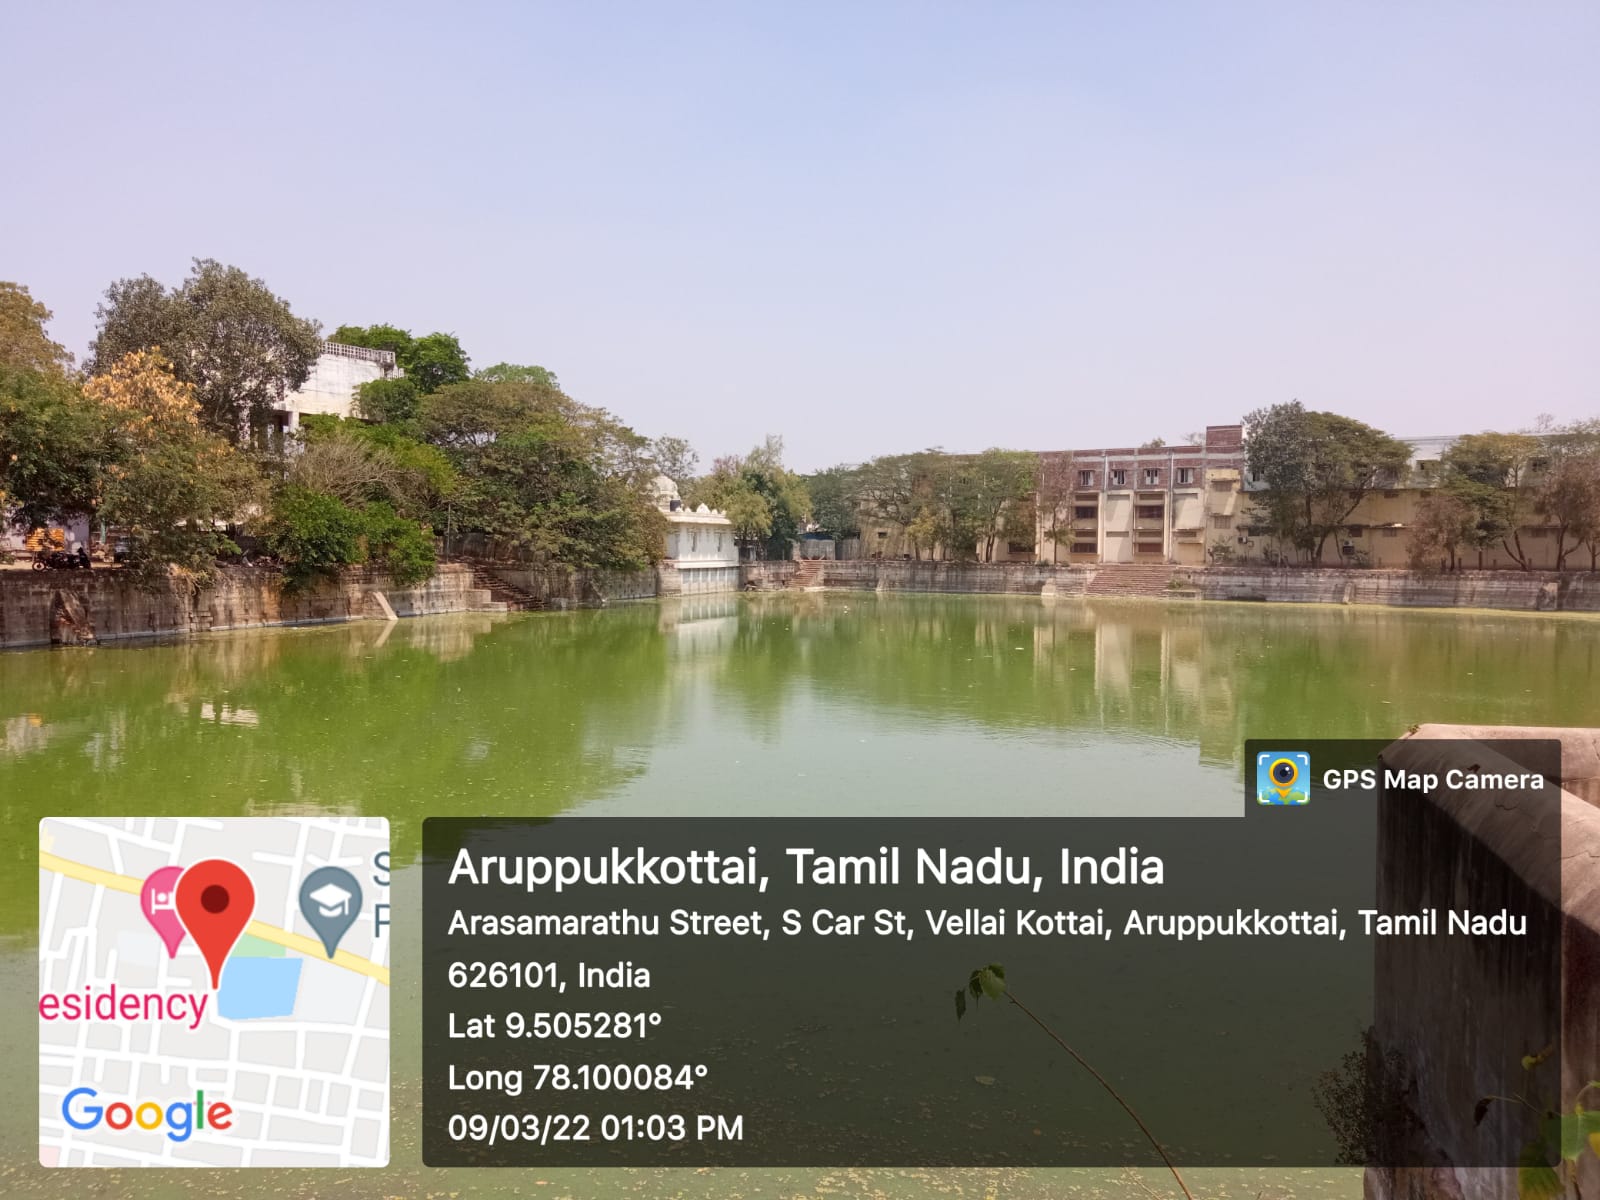 GPS Map Camera
Aruppukkottai, Tamil Nadu, India
Arasamarathu Street, S Car St, Vellai Kottai, Aruppukkottai, Tamil Nadu
626101, India
Lat 9.505281°
Long 78.100084°
09/03/22 01:03 PM
S
P
esidency
Google